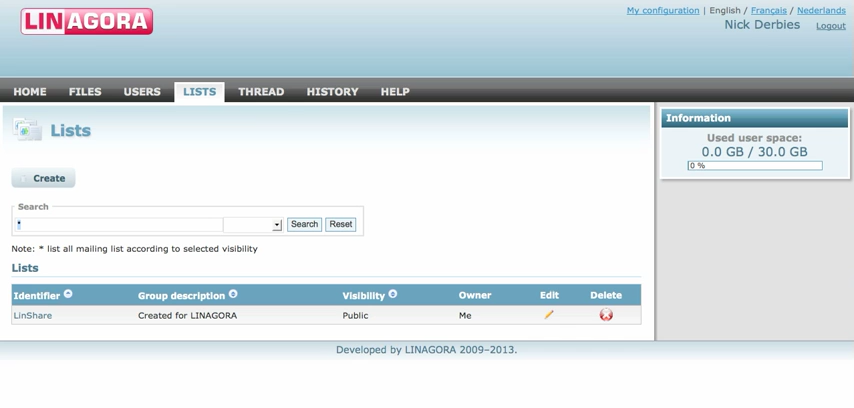 LINAGORA
My configuration | English / Français / Nederlands
Nick Derbies Logout
HOME FILES USERS LISTS THREAD HISTORY HELP
Lists
Information
Used user space:
0.0 GB / 30.0 GB
0 %
Create
Search
*
Search Reset
Note: * list all mailing list according to selected visibility
Lists
Identifier Group description Visibility Owner Edit Delete
LinShare Created for LINAGORA Public Me
Developed by LINAGORA 2009–2013.